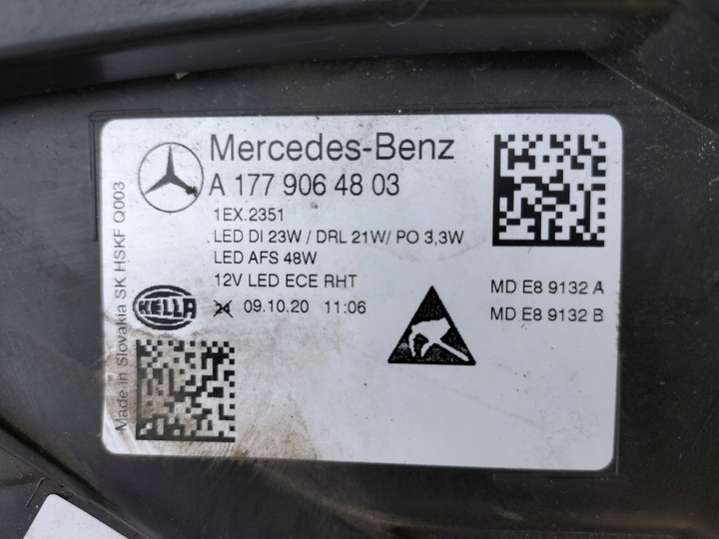 Mercedes-Benz
A 177 906 48 03
1EX.2351
LED DI 23W / DRL 21W/ PO 3,3W
LED AFS 48W
12V LED ECE RHT
HELLA
09.10.20 11:06
MD E8 9132 A
MD E8 9132 B
Made in Slovakia SK HSKF Q003